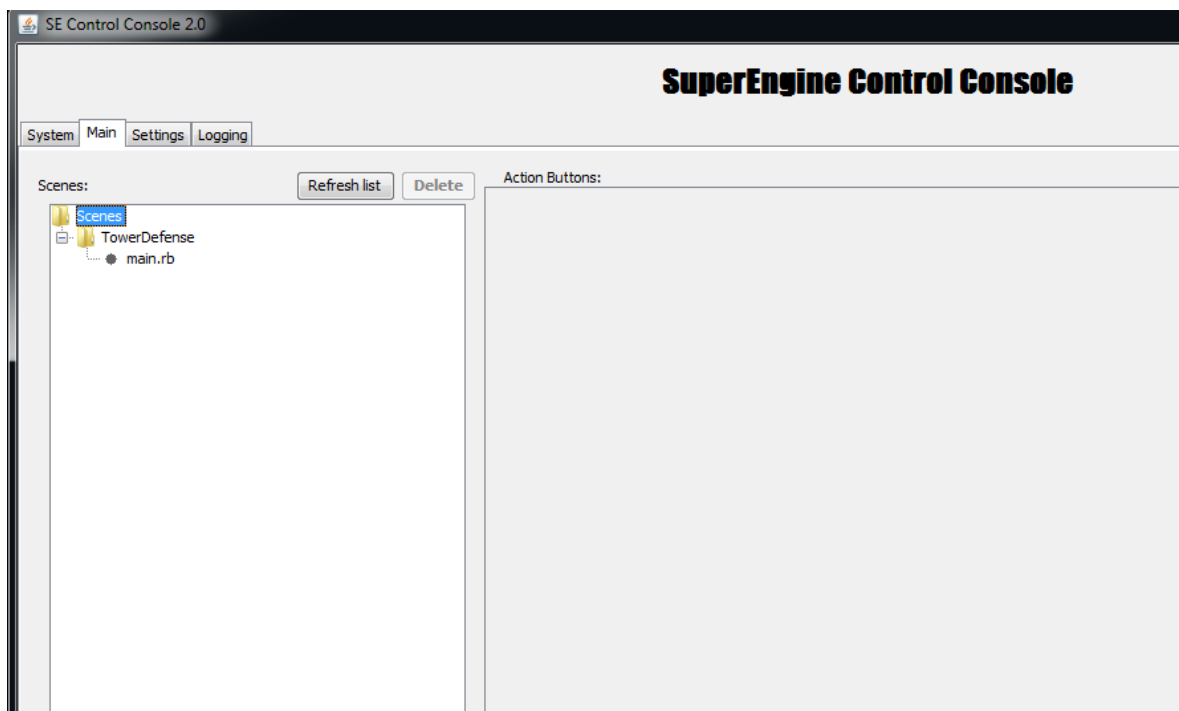 SE Control Console 2.0
SuperEngine Control Console
System Main Settings Logging
Scenes: Refresh list Delete Action Buttons:
Scenes
TowerDefense
main.rb